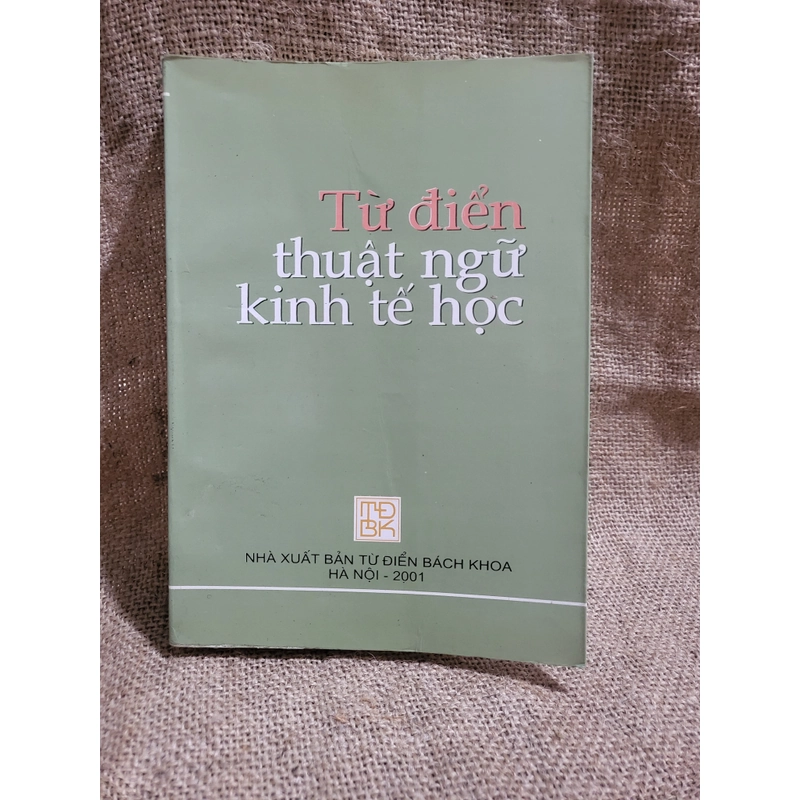 Từ điển
thuật ngữ
kinh tế học
TĐ
BK
NHÀ XUẤT BẢN TỪ ĐIỂN BÁCH KHOA
HÀ NỘI - 2001